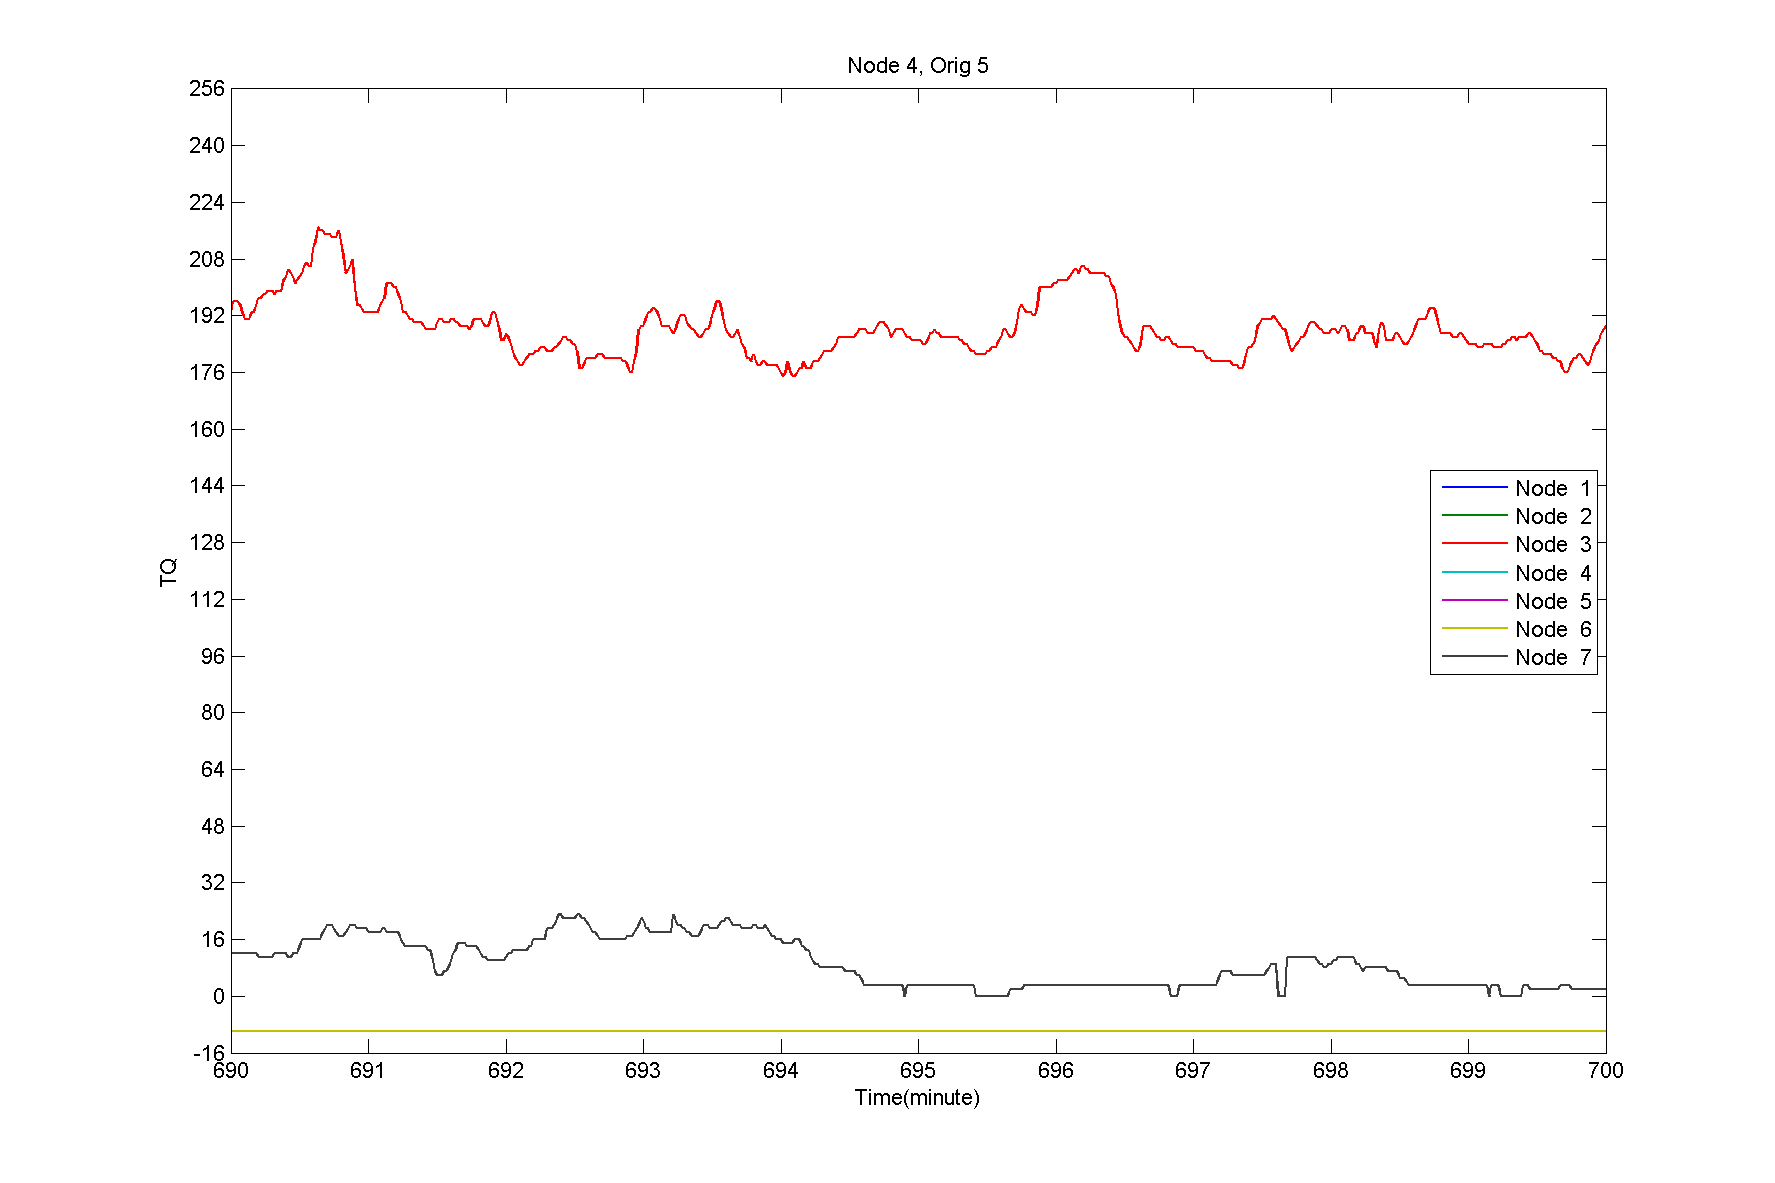 Node 4, Orig 5
256
240
224
208
192
176
160
144
128
112
96
80
64
48
32
16
0
-16
TQ
Node 1
Node 2
Node 3
Node 4
Node 5
Node 6
Node 7
690 691 692 693 694 695 696 697 698 699 700
Time(minute)